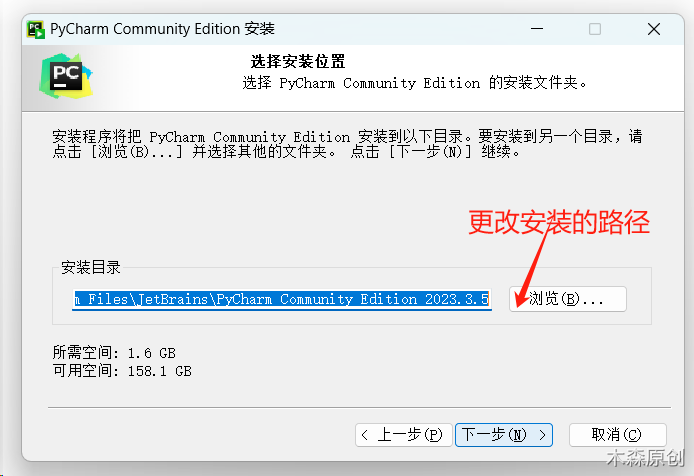 PyCharm Community Edition 安装
PC
选择安装位置
选择 PyCharm Community Edition 的安装文件夹。
安装程序将把 PyCharm Community Edition 安装到以下目录。要安装到另一个目录，请
点击 [浏览(B)...] 并选择其他的文件夹。 点击 [下一步(N)] 继续。
更改安装的路径
安装目录
m Files\JetBrains\PyCharm Community Edition 2023.3.5
浏览(B)...
所需空间: 1.6 GB
可用空间: 158.1 GB
< 上一步(P)
下一步(N) >
取消(C)
木森原创